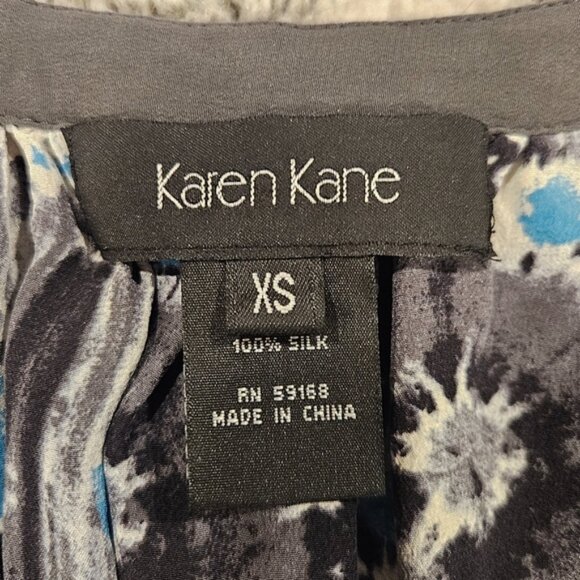 Karen Kane
XS
100% SILK
RN 59168
MADE IN CHINA